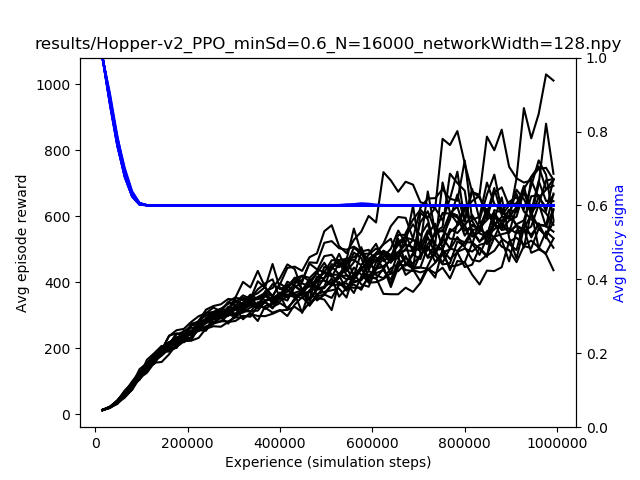 results/Hopper-v2_PPO_minSd=0.6_N=16000_networkWidth=128.npy
1000
800
600
400
200
0
Avg episode reward
1.0
0.8
0.6
0.4
0.2
0.0
Avg policy sigma
0 200000 400000 600000 800000 1000000
Experience (simulation steps)